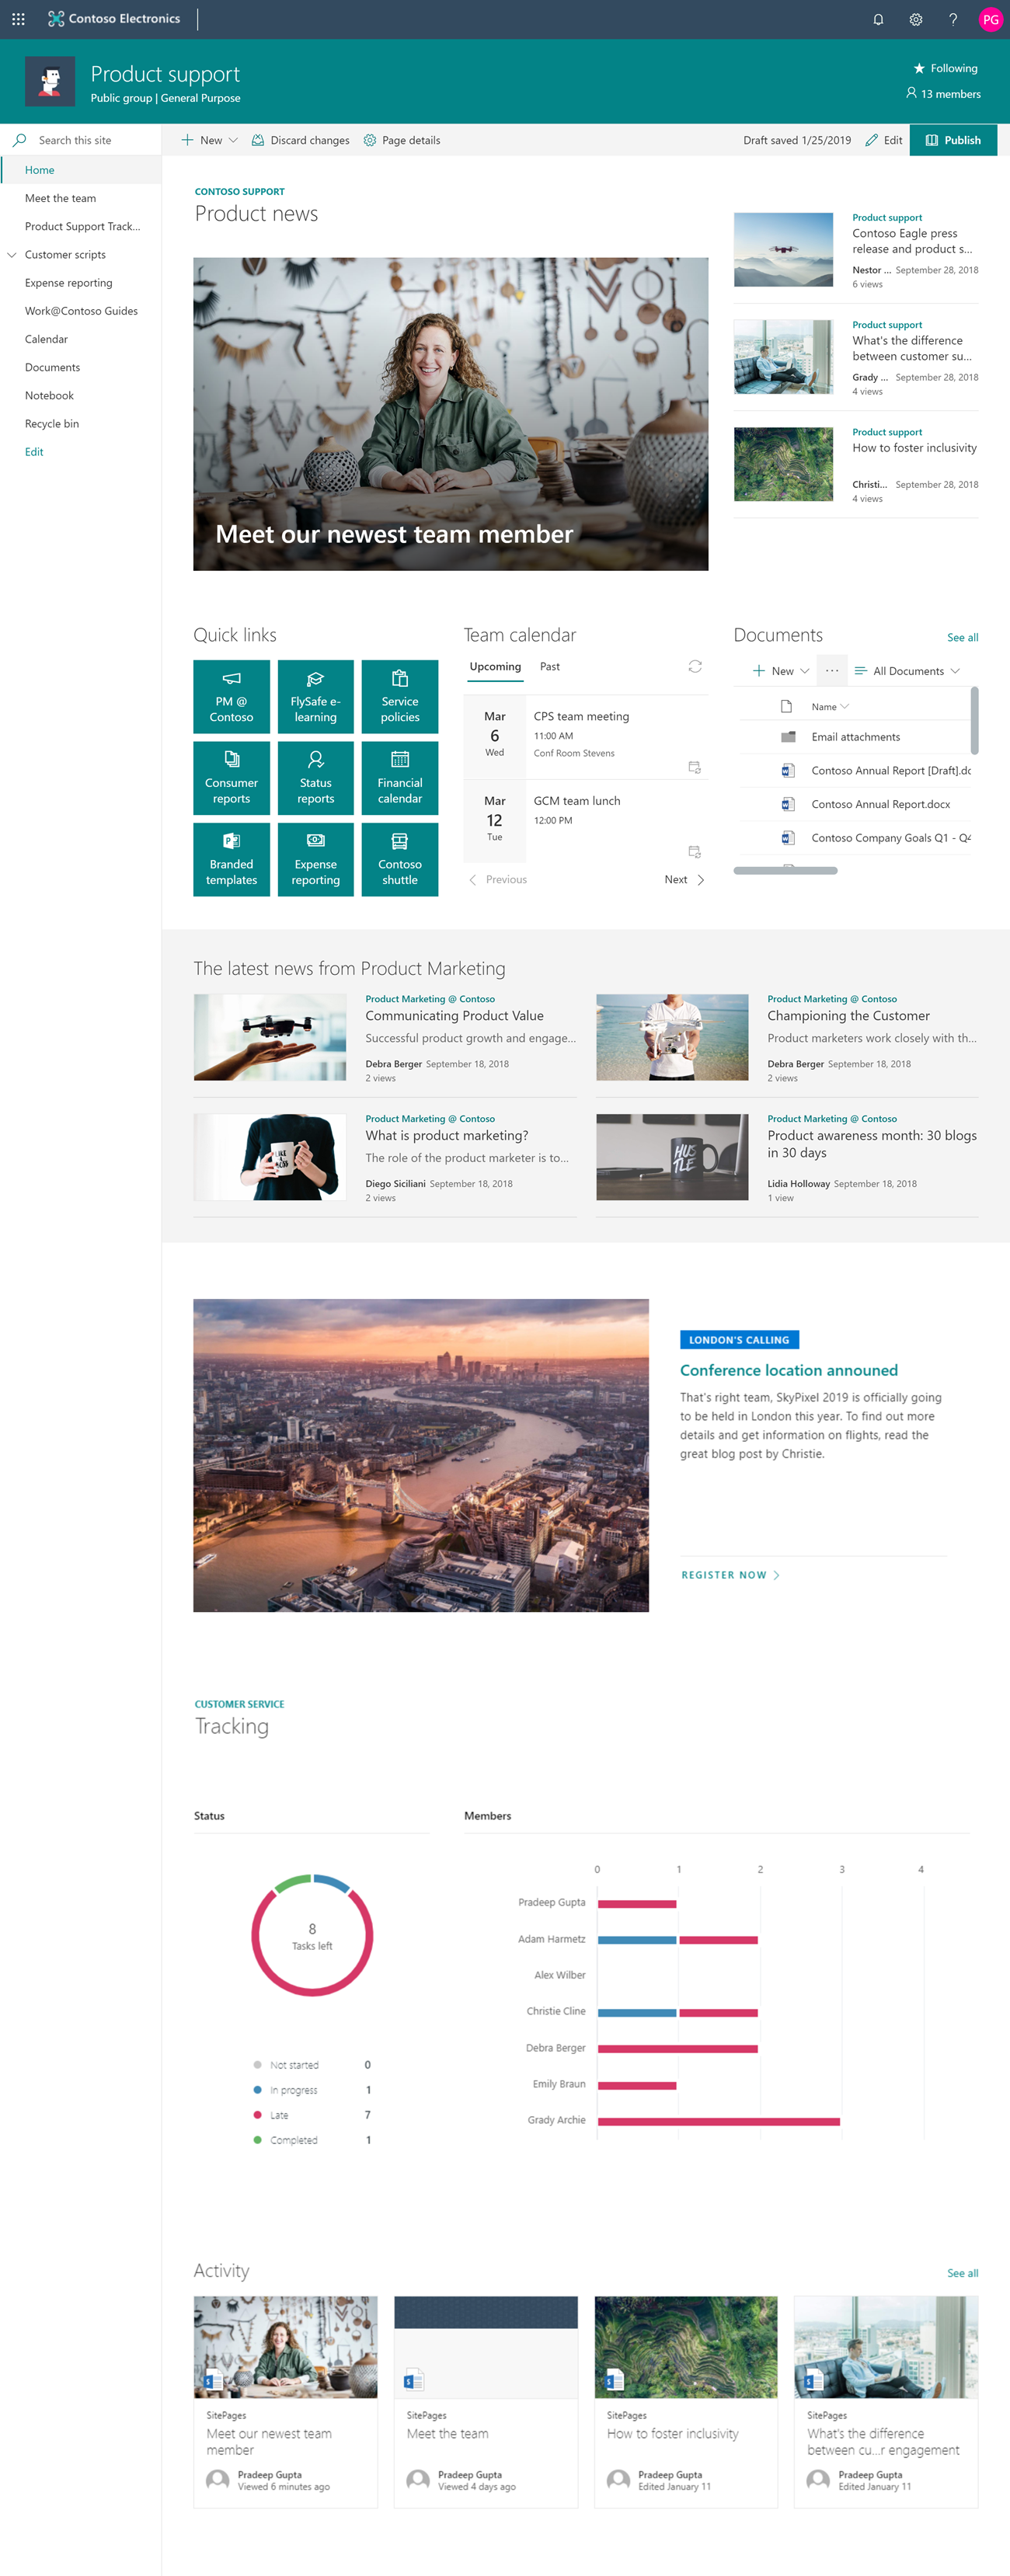 Contoso Electronics
PG
Product support
Public group | General Purpose
Following
13 members
Search this site
New
Discard changes
Page details
Draft saved 1/25/2019
Edit
Publish
Home
Meet the team
Product Support Track...
Customer scripts
Expense reporting
Work@Contoso Guides
Calendar
Documents
Notebook
Recycle bin
Edit
CONTOSO SUPPORT
Product news
Meet our newest team member
Product support
Contoso Eagle press
release and product s...
Nestor ... September 28, 2018
6 views
Product support
What's the difference
between customer su...
Grady ... September 28, 2018
4 views
Product support
How to foster inclusivity
Christi... September 28, 2018
4 views
Quick links
PM @
Contoso
FlySafe e-
learning
Service
policies
Consumer
reports
Status
reports
Financial
calendar
Branded
templates
Expense
reporting
Contoso
shuttle
Team calendar
Upcoming
Past
Mar
6
Wed
CPS team meeting
11:00 AM
Conf Room Stevens
Mar
12
Tue
GCM team lunch
12:00 PM
Previous
Next
Documents
See all
New
All Documents
Name
Email attachments
Contoso Annual Report [Draft].dc
Contoso Annual Report.docx
Contoso Company Goals Q1 - Q4
The latest news from Product Marketing
Product Marketing @ Contoso
Communicating Product Value
Successful product growth and engage...
Debra Berger September 18, 2018
2 views
Product Marketing @ Contoso
Championing the Customer
Product marketers work closely with th...
Debra Berger September 18, 2018
2 views
LIKE A BOSS
Product Marketing @ Contoso
What is product marketing?
The role of the product marketer is to...
Diego Siciliani September 18, 2018
2 views
HUS
TLE
Product Marketing @ Contoso
Product awareness month: 30 blogs
in 30 days
Lidia Holloway September 18, 2018
1 view
LONDON'S CALLING
Conference location announed
That's right team, SkyPixel 2019 is officially going
to be held in London this year. To find out more
details and get information on flights, read the
great blog post by Christie.
REGISTER NOW
CUSTOMER SERVICE
Tracking
Status
8
Tasks left
Not started 0
In progress 1
Late 7
Completed 1
Members
0 1 2 3 4
Pradeep Gupta
Adam Harmetz
Alex Wilber
Christie Cline
Debra Berger
Emily Braun
Grady Archie
Activity
See all
SitePages
Meet our newest team
member
Pradeep Gupta
Viewed 6 minutes ago
SitePages
Meet the team
Pradeep Gupta
Viewed 4 days ago
SitePages
How to foster inclusivity
Pradeep Gupta
Edited January 11
SitePages
What's the difference
between cu...r engagement
Pradeep Gupta
Edited January 11